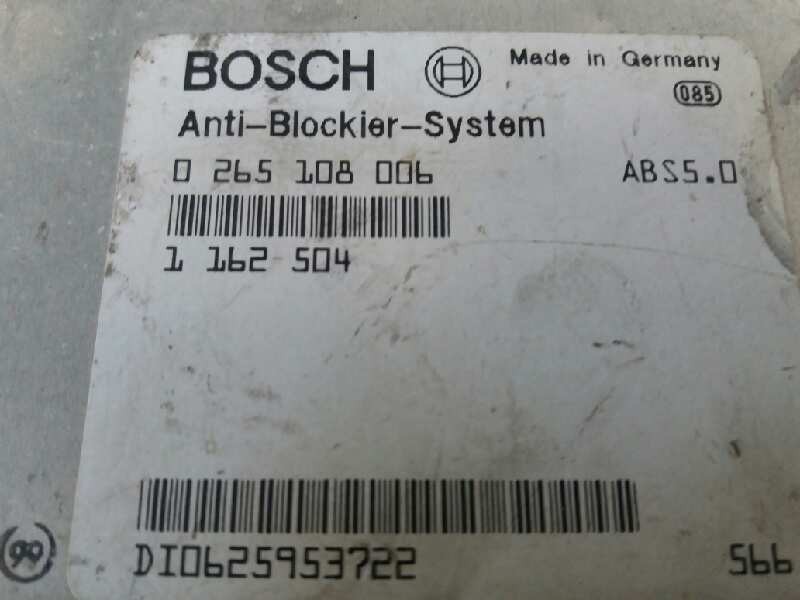 BOSCH Made in Germany
085
Anti-Blockier-System
0 265 108 006 ABS5.0
1 162 504
DI0625953722 566
99